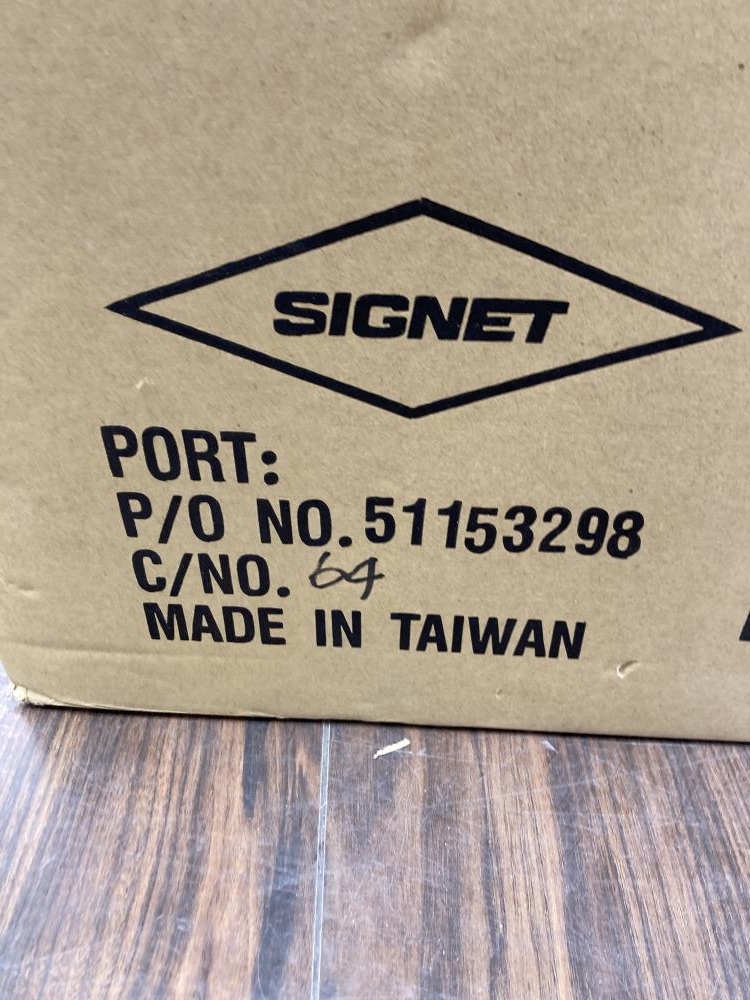 SIGNET
PORT:
P/O NO. 51153298
C/NO. 64
MADE IN TAIWAN